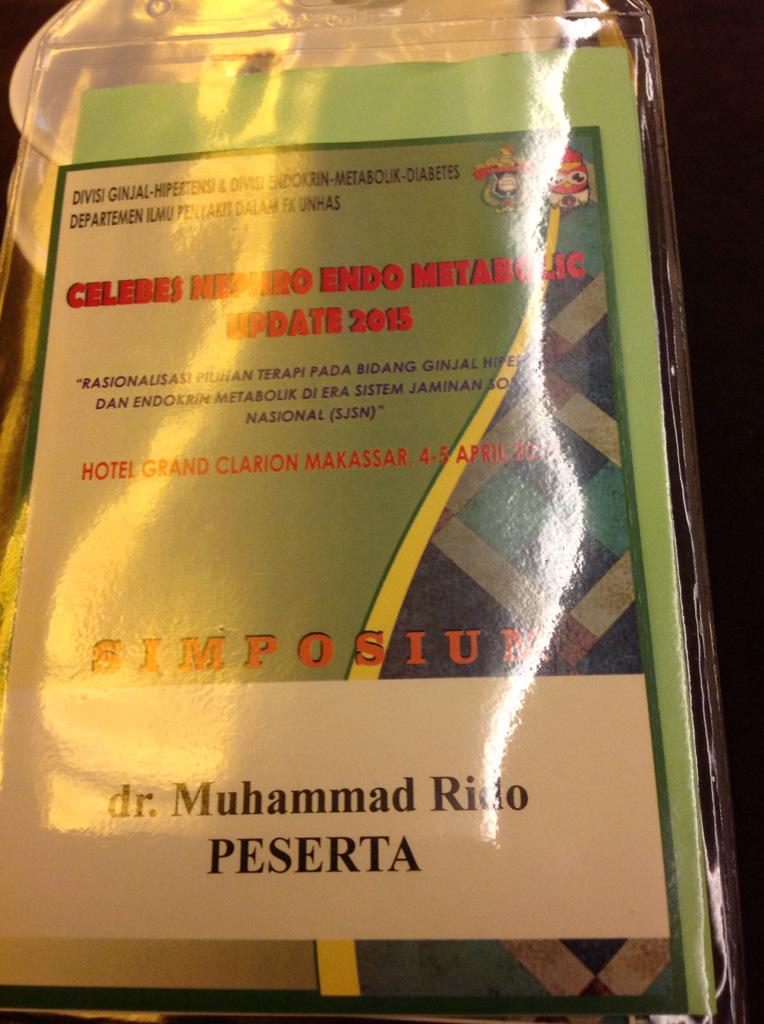 DIVISI GINJAL-HIPERTENSI & DIVISI ENDOKRIN-METABOLIK-DIABETES
DEPARTEMEN ILMU PENYAKIT DALAM FK UNHAS
CELEBES NEPHRO ENDO METABOLIC
UPDATE 2015
"RASIONALISASI PILIHAN TERAPI PADA BIDANG GINJAL
DAN ENDOKRIN METABOLIK DI ERA SISTEM JAMINAN
NASIONAL (SJSN)"
HOTEL GRAND CLARION MAKASSAR, 4-5 APRIL
SIMPOSIUM
dr. Muhammad Rido
PESERTA